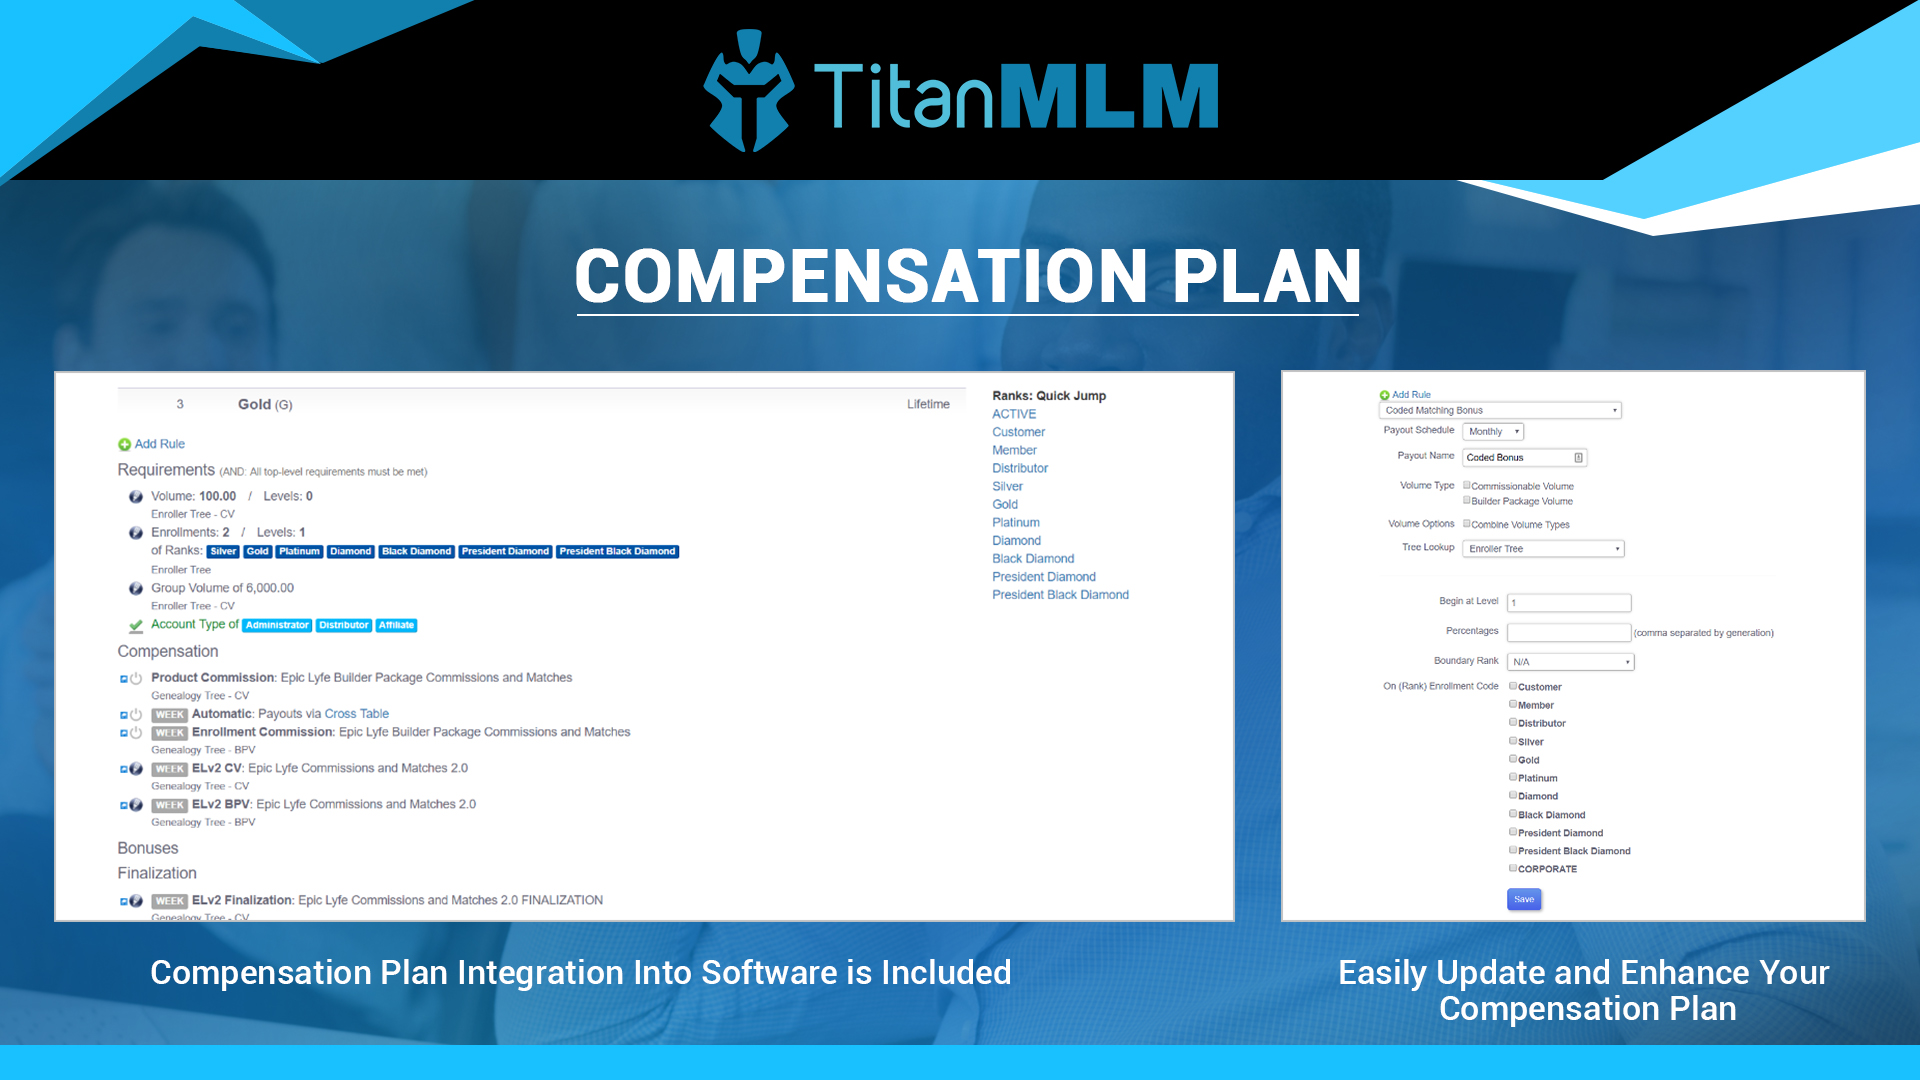 TitanMLM
COMPENSATION PLAN
3 Gold (G) Lifetime
Add Rule
Requirements (AND: All top-level requirements must be met)
Volume: 100.00 / Levels: 0
Enroller Tree - CV
Enrollments: 2 / Levels: 1
of Ranks: Silver Gold Platinum Diamond Black Diamond President Diamond President Black Diamond
Enroller Tree
Group Volume of 6,000.00
Enroller Tree - CV
Account Type of Administrator Distributor Affiliate
Compensation
Product Commission: Epic Lyfe Builder Package Commissions and Matches
Genealogy Tree - CV
WEEK Automatic: Payouts via Cross Table
WEEK Enrollment Commission: Epic Lyfe Builder Package Commissions and Matches
Genealogy Tree - BPV
WEEK ELv2 CV: Epic Lyfe Commissions and Matches 2.0
Genealogy Tree - CV
WEEK ELv2 BPV: Epic Lyfe Commissions and Matches 2.0
Genealogy Tree - BPV
Bonuses
Finalization
WEEK ELv2 Finalization: Epic Lyfe Commissions and Matches 2.0 FINALIZATION
Genealogy Tree - CV
Ranks: Quick Jump
ACTIVE
Customer
Member
Distributor
Silver
Gold
Platinum
Diamond
Black Diamond
President Diamond
President Black Diamond
Add Rule
Coded Matching Bonus
Payout Schedule Monthly
Payout Name Coded Bonus
Volume Type Commissionable Volume
Builder Package Volume
Volume Options Combine Volume Types
Tree Lookup Enroller Tree
Begin at Level 1
Percentages (comma separated by generation)
Boundary Rank N/A
On (Rank) Enrollment Code Customer
Member
Distributor
Silver
Gold
Platinum
Diamond
Black Diamond
President Diamond
President Black Diamond
CORPORATE
Save
Compensation Plan Integration Into Software is Included
Easily Update and Enhance Your
Compensation Plan